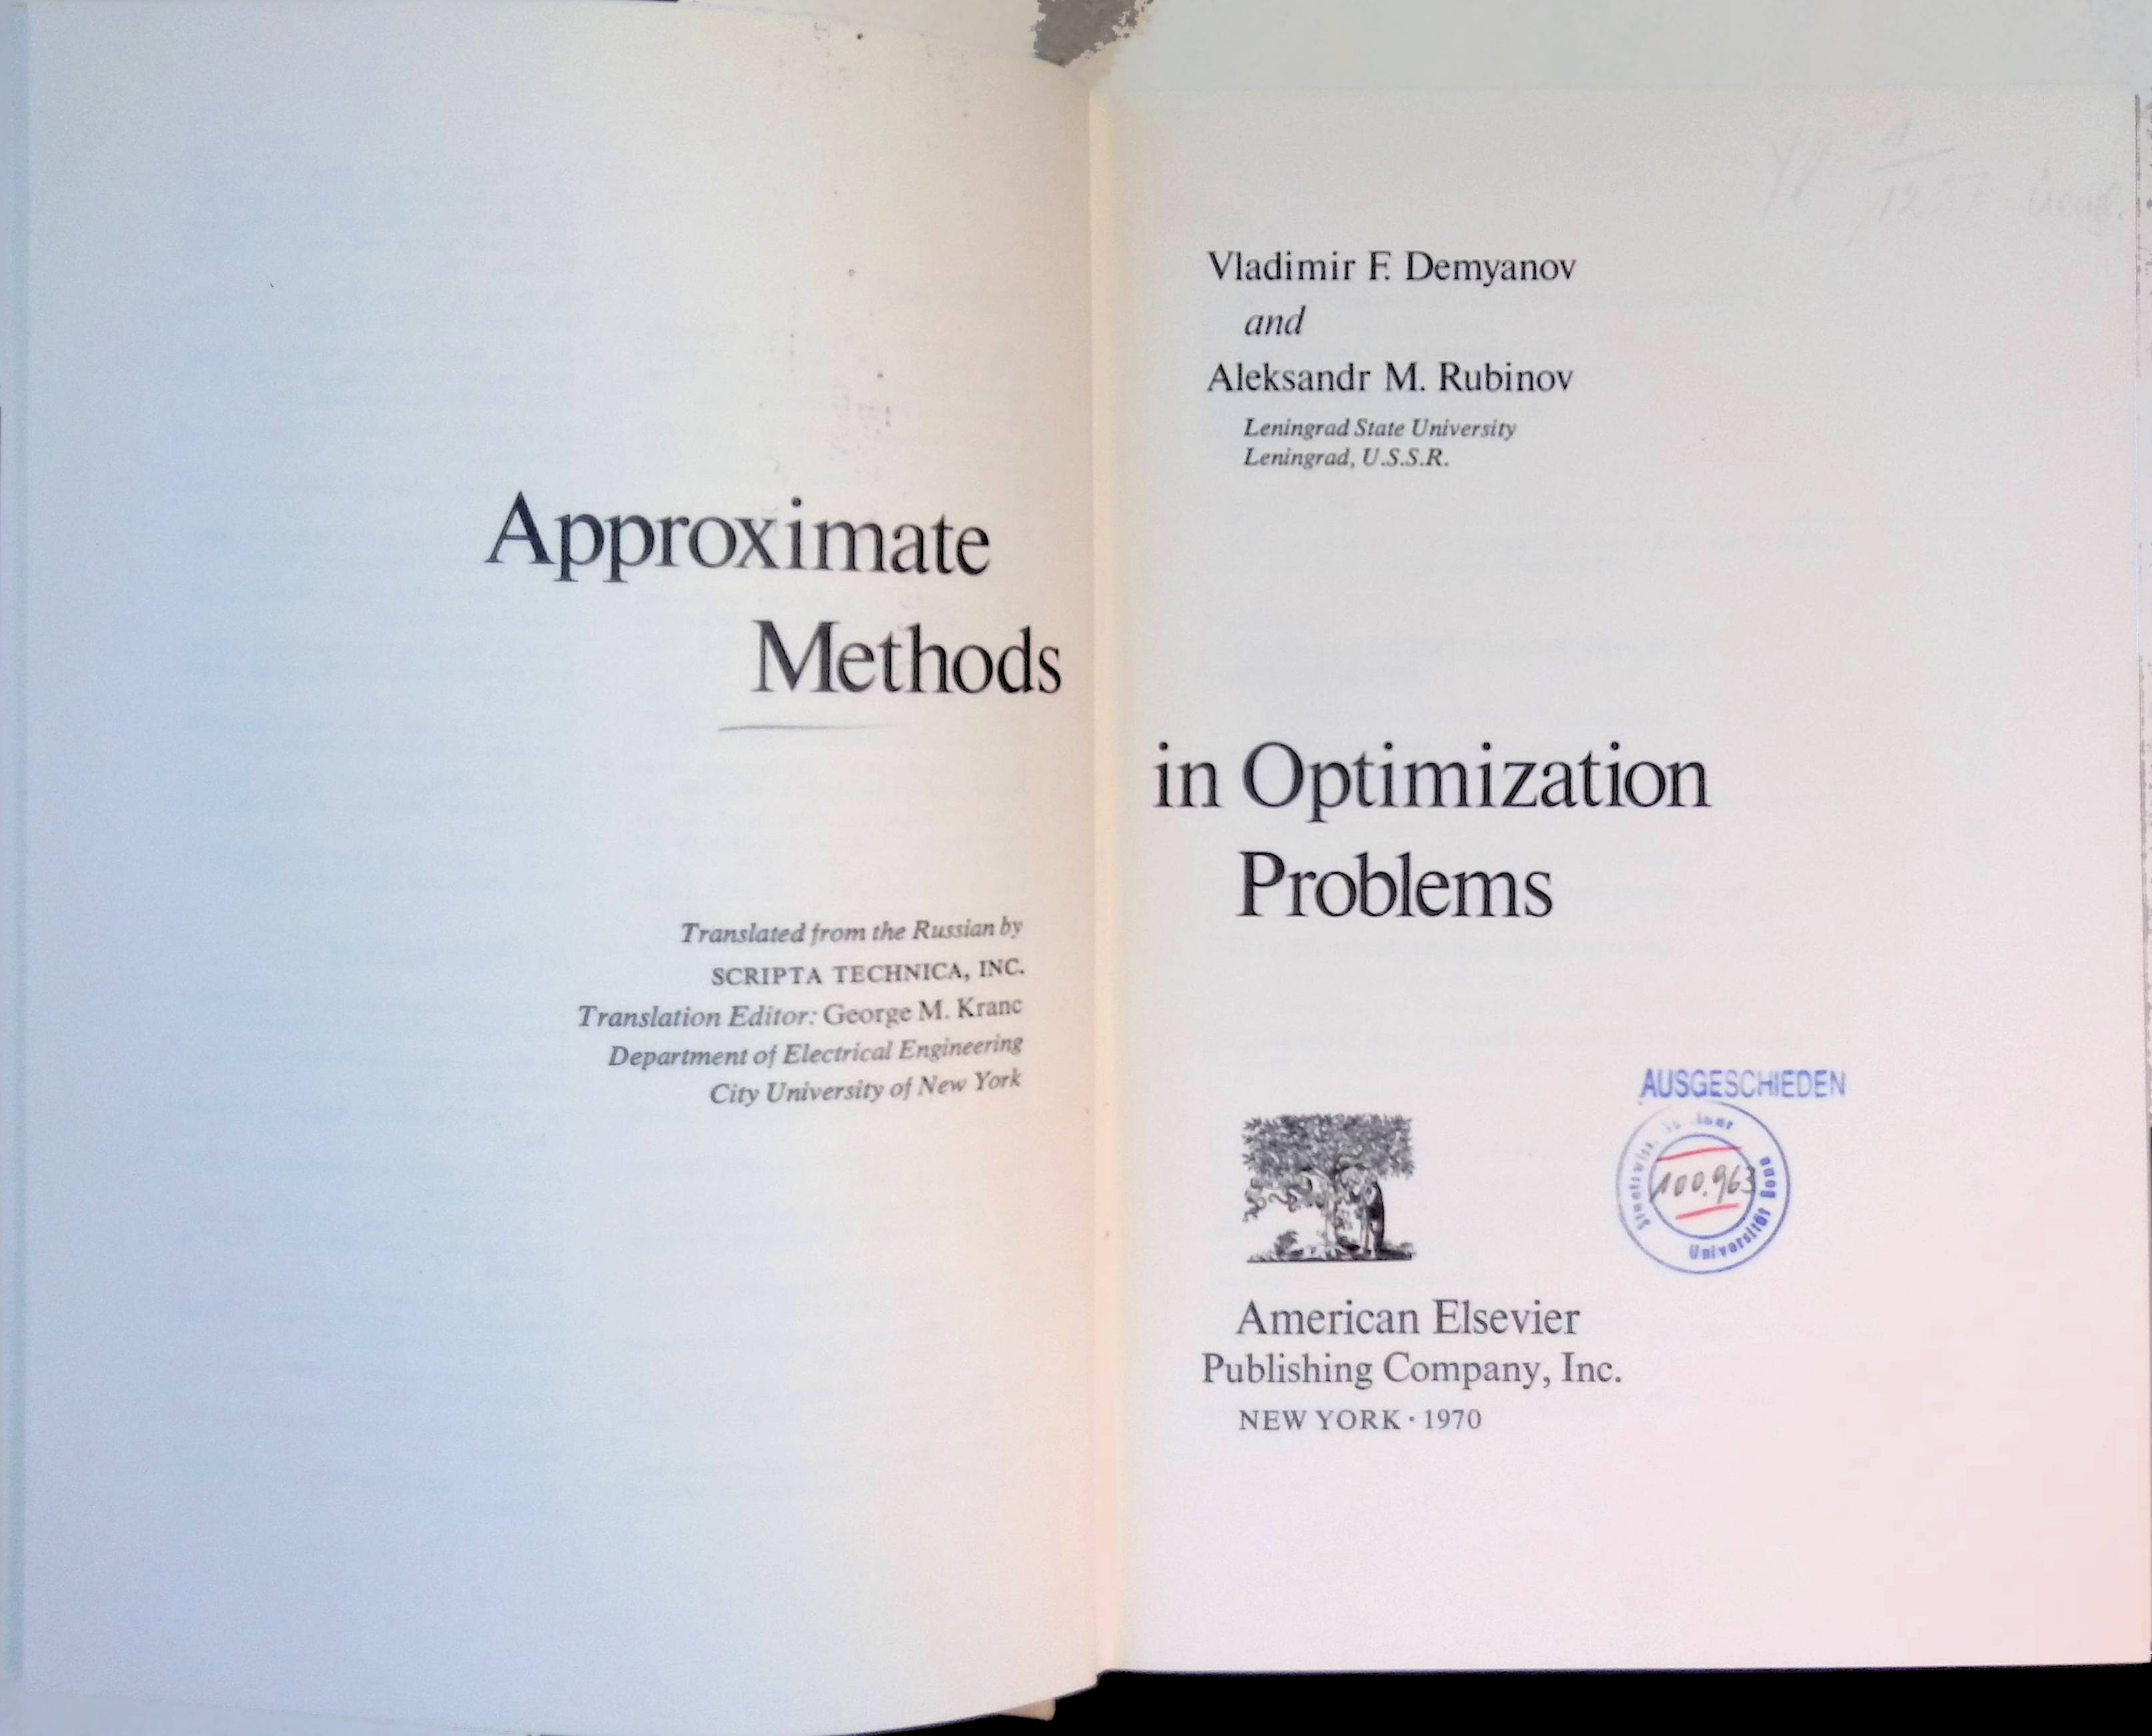 Approximate
Methods
Translated from the Russian by
SCRIPTA TECHNICA, INC.
Translation Editor: George M. Kranc
Department of Electrical Engineering
City University of New York
Vladimir F. Demyanov
and
Aleksandr M. Rubinov
Leningrad State University
Leningrad, U.S.S.R.
in Optimization
Problems
AUSGESCHIEDEN
100.963
Universität Bonn
American Elsevier
Publishing Company, Inc.
NEW YORK · 1970